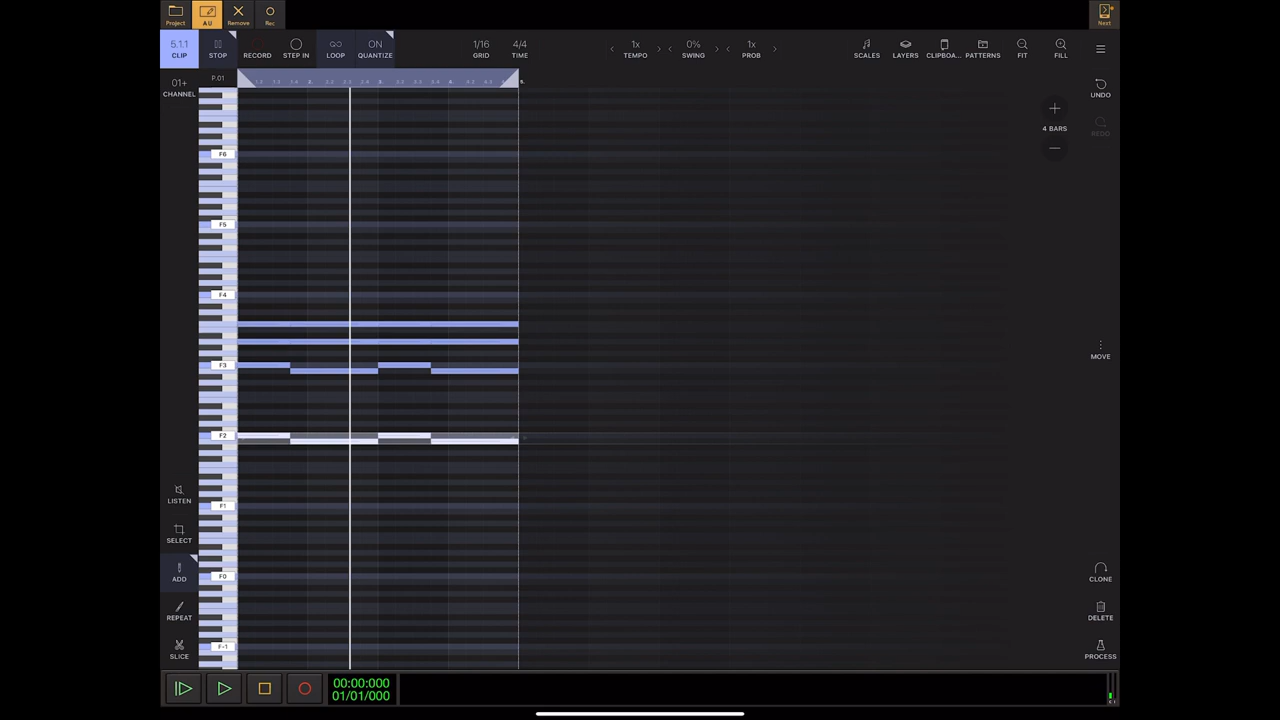 Project
AU
Remove
Rec
Next
5.1.1
CLIP
STOP
RECORD
STEP IN
LOOP
ON
QUANTIZE
1/16
GRID
4/4
TIME
1x
TEMPO
0%
SWING
1x
PROB
SCALES
LAYERS
CLIPBOA...
PATTERNS
FIT
FILL
01+
CHANNEL
P.01
UNDO
REDO
4 BARS
F6
F5
F4
F3
MOVE
F2
LISTEN
F1
SELECT
ADD
F0
CLONE
REPEAT
DELETE
SLICE
F-1
PROCESS
00:00:000
01/01/000